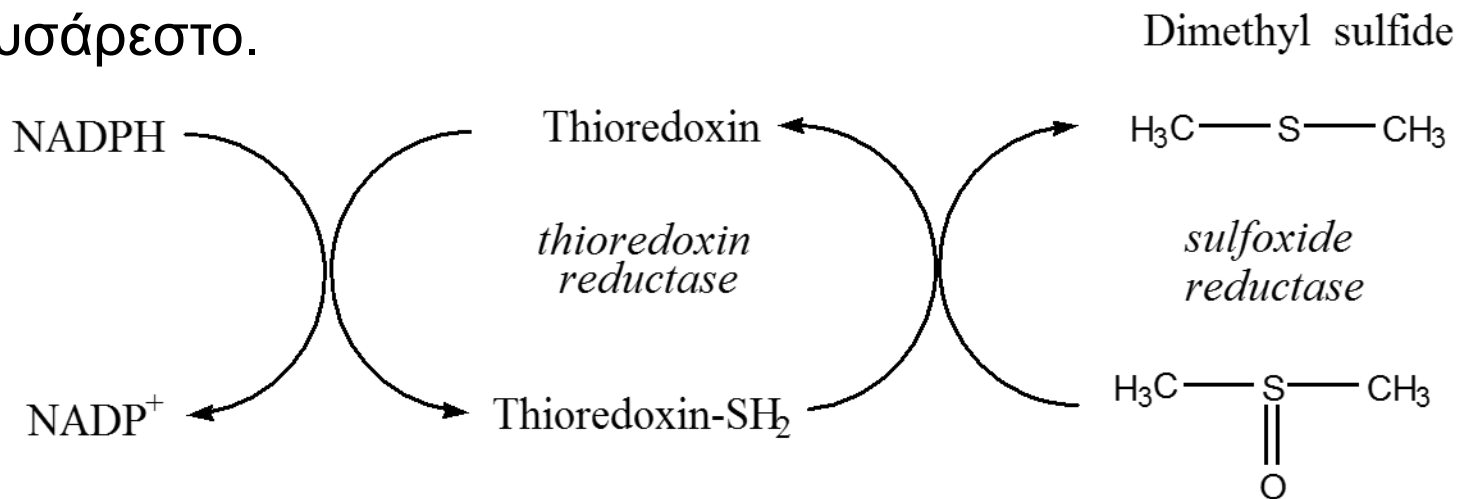 υσάρεστο.
Dimethyl sulfide
NADPH
Thioredoxin
H₃C—S—CH₃
thioredoxin
reductase
sulfoxide
reductase
NADP⁺
Thioredoxin-SH₂
H₃C—S—CH₃
O